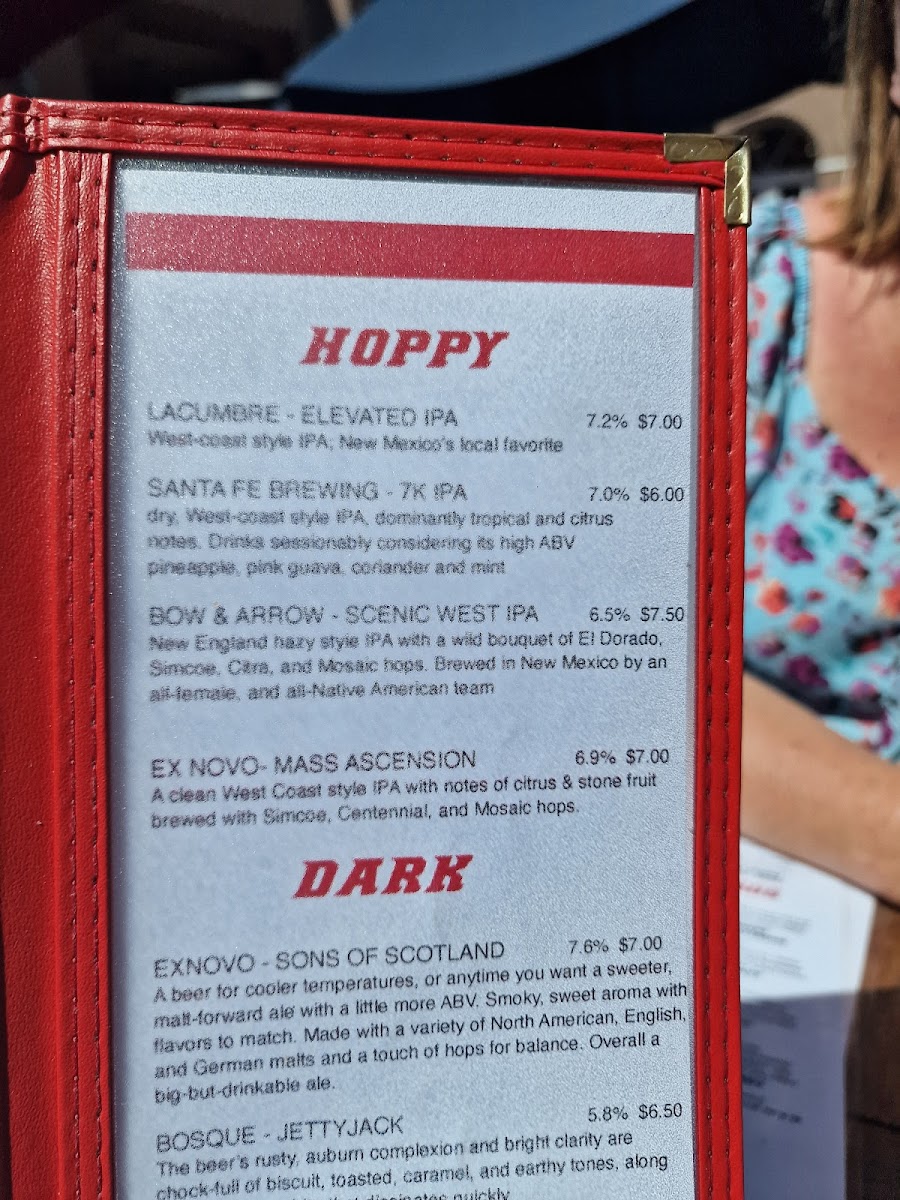 HOPPY
LACUMBRE - ELEVATED IPA 7.2% $7.00
West-coast style IPA, New Mexico's local favorite
SANTA FE BREWING - 7K IPA 7.0% $6.00
dry, West-coast style IPA, dominantly tropical and citrus
notes. Drinks sessionably considering its high ABV
pineapple, pink guava, coriander and mint
BOW & ARROW - SCENIC WEST IPA 6.5% $7.50
New England hazy style IPA with a wild bouquet of El Dorado,
Simcoe, Citra, and Mosaic hops. Brewed in New Mexico by an
all-female, and all-Native American team
EX NOVO- MASS ASCENSION 6.9% $7.00
A clean West Coast style IPA with notes of citrus & stone fruit
brewed with Simcoe, Centennial, and Mosaic hops.
DARK
EXNOVO - SONS OF SCOTLAND 7.6% $7.00
A beer for cooler temperatures, or anytime you want a sweeter,
malt-forward ale with a little more ABV. Smoky, sweet aroma with
flavors to match. Made with a variety of North American, English,
and German malts and a touch of hops for balance. Overall a
big-but-drinkable ale.
BOSQUE - JETTYJACK 5.8% $6.50
The beer's rusty, auburn complexion and bright clarity are
chock-full of biscuit, toasted, caramel, and earthy tones, along
quickly